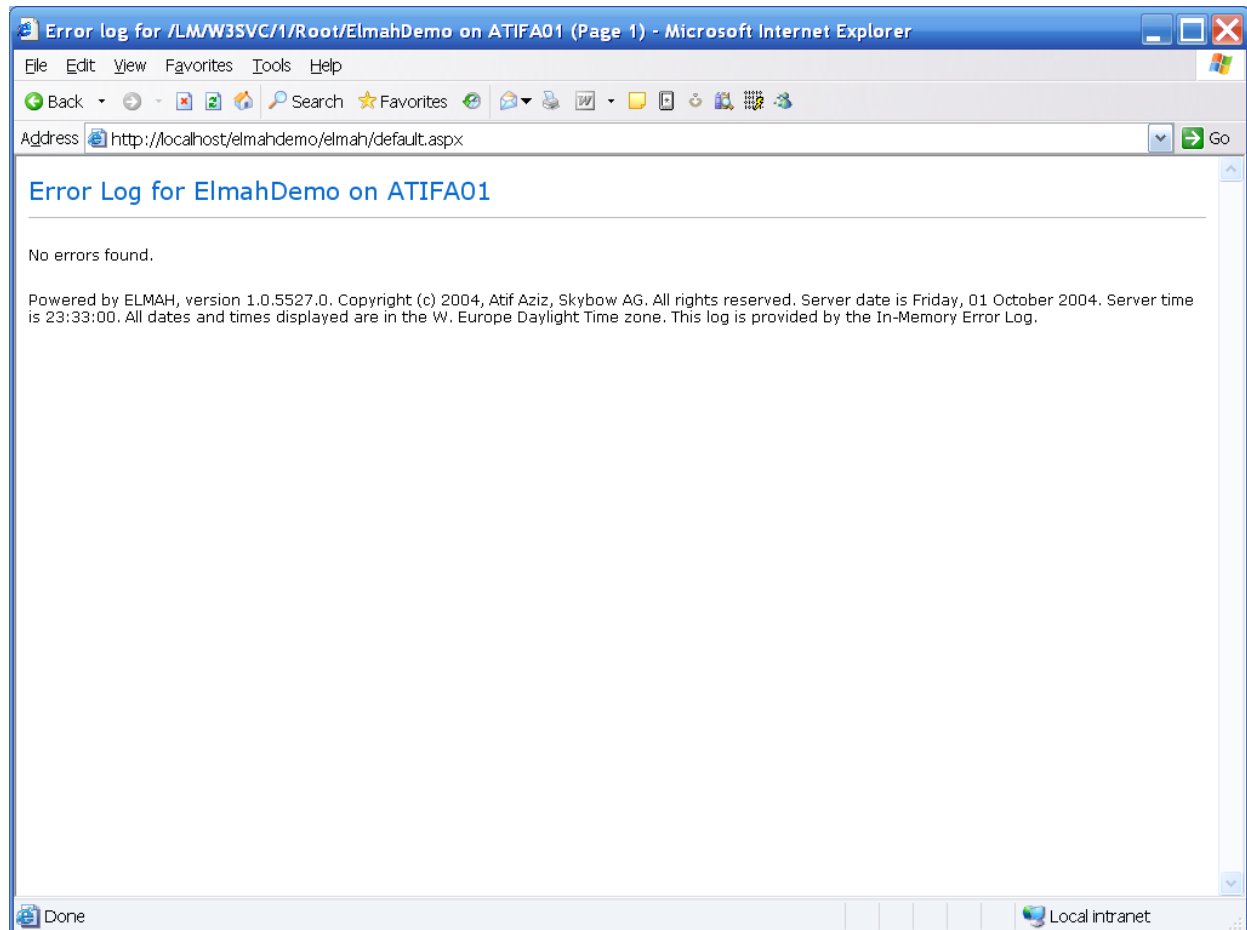 Error log for /LM/W3SVC/1/Root/ElmahDemo on ATIFA01 (Page 1) - Microsoft Internet Explorer
File Edit View Favorites Tools Help
Back Search Favorites
Address http://localhost/elmahdemo/elmah/default.aspx Go
Error Log for ElmahDemo on ATIFA01
No errors found.
Powered by ELMAH, version 1.0.5527.0. Copyright (c) 2004, Atif Aziz, Skybow AG. All rights reserved. Server date is Friday, 01 October 2004. Server time
is 23:33:00. All dates and times displayed are in the W. Europe Daylight Time zone. This log is provided by the In-Memory Error Log.
Done Local intranet